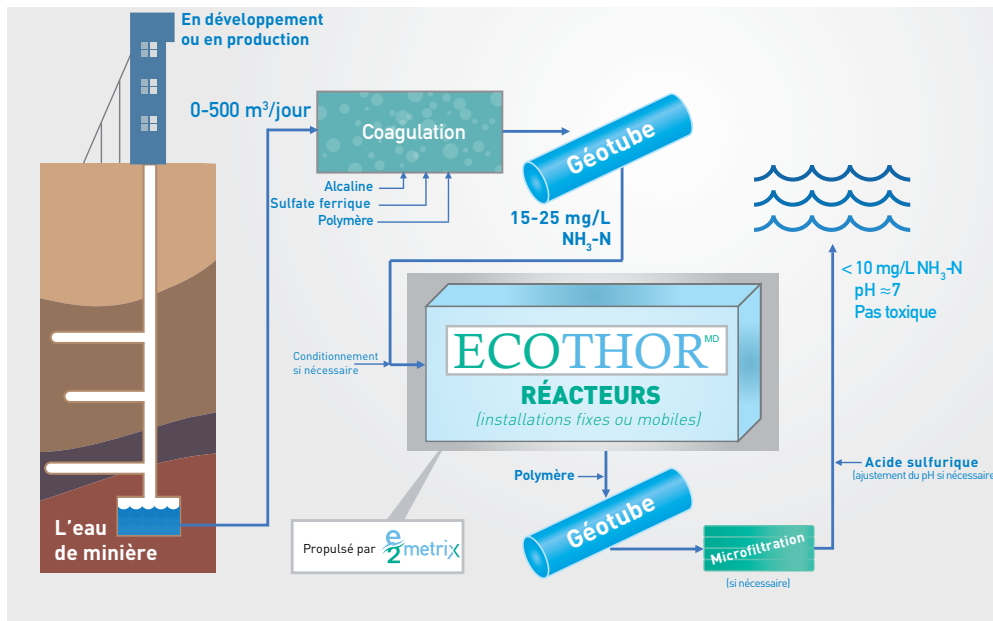 En développement
ou en production
0-500 m³/jour
Coagulation
Géotube
Alcaline
Sulfate ferrique
Polymère
15-25 mg/L
NH₃-N
< 10 mg/L NH₃-N
pH ≈7
Pas toxique
Conditionnement
si nécessaire
ECOTHOR MD
RÉACTEURS
(installations fixes ou mobiles)
Polymère
Acide sulfurique
(ajustement du pH si nécessaire
Géotube
L'eau
de minière
Propulsé par e2metrix
Microfiltration
(si nécessaire)